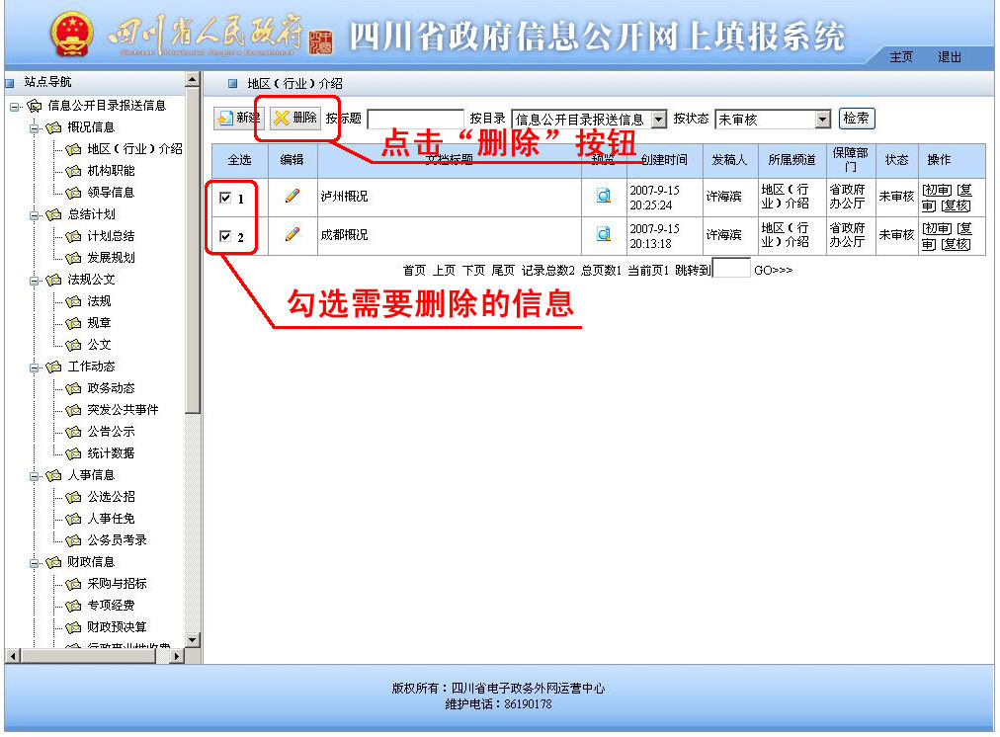 四川省人民政府
四川省政府信息公开网上填报系统
主页 退出
站点导航
信息公开目录报送信息
概况信息
地区（行业）介绍
机构职能
领导信息
总结计划
计划总结
发展规划
法规公文
法规
规章
公文
工作动态
政务动态
突发公共事件
公告公示
统计数据
人事信息
公选公招
人事任免
公务员考录
财政信息
采购与招标
专项经费
财政预决算
行政事业性收费
地区（行业）介绍
新建 删除 按标题 按目录 信息公开目录报送信息 按状态 未审核 检索
点击“删除”按钮
全选 编辑 文档标题 预览 创建时间 发稿人 所属频道 保障部门 状态 操作
1 泸州概况 2007-9-15 20:25:24 许海滨 地区（行业）介绍 省政府办公厅 未审核 [初审] [复审] [复核]
2 成都概况 2007-9-15 20:13:18 许海滨 地区（行业）介绍 省政府办公厅 未审核 [初审] [复审] [复核]
首页 上页 下页 尾页 记录总数2 总页数1 当前页1 跳转到 GO>>>
勾选需要删除的信息
版权所有：四川省电子政务外网运营中心
维护电话：86190178